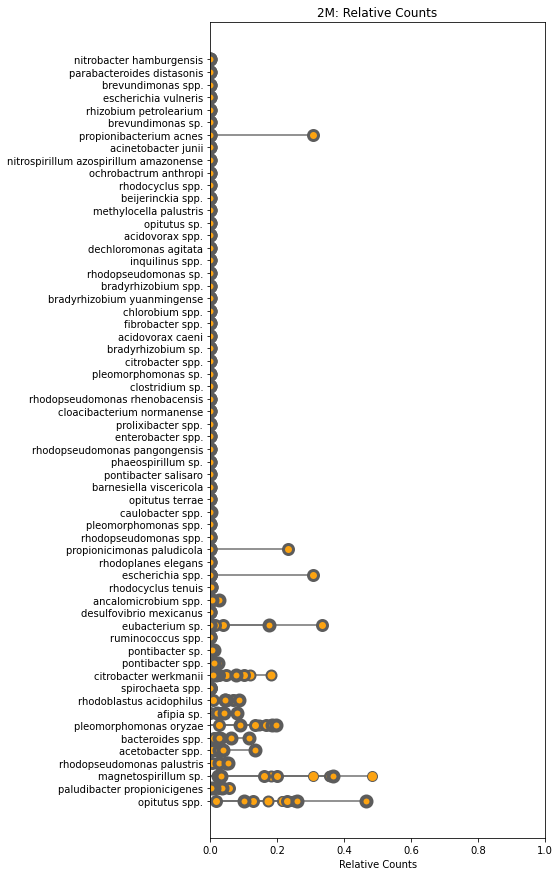 2M: Relative Counts
nitrobacter hamburgensis
parabacteroides distasonis
brevundimonas spp.
escherichia vulneris
rhizobium petrolearium
brevundimonas sp.
propionibacterium acnes
acinetobacter junii
nitrospirillum azospirillum amazonense
ochrobactrum anthropi
rhodocyclus spp.
beijerinckia spp.
methylocella palustris
opitutus sp.
acidovorax spp.
dechloromonas agitata
inquilinus spp.
rhodopseudomonas sp.
bradyrhizobium spp.
bradyrhizobium yuanmingense
chlorobium spp.
fibrobacter spp.
acidovorax caeni
bradyrhizobium sp.
citrobacter spp.
pleomorphomonas sp.
clostridium sp.
rhodopseudomonas rhenobacensis
cloacibacterium normanense
prolixibacter spp.
enterobacter spp.
rhodopseudomonas pangongensis
phaeospirillum sp.
pontibacter salisaro
barnesiella viscericola
opitutus terrae
caulobacter spp.
pleomorphomonas spp.
rhodopseudomonas spp.
propionicimonas paludicola
rhodoplanes elegans
escherichia spp.
rhodocyclus tenuis
ancalomicrobium spp.
desulfovibrio mexicanus
eubacterium sp.
ruminococcus spp.
pontibacter sp.
pontibacter spp.
citrobacter werkmanii
spirochaeta spp.
rhodoblastus acidophilus
afipia sp.
pleomorphomonas oryzae
bacteroides spp.
acetobacter spp.
rhodopseudomonas palustris
magnetospirillum sp.
paludibacter propionicigenes
opitutus spp.
0.0 0.2 0.4 0.6 0.8 1.0
Relative Counts